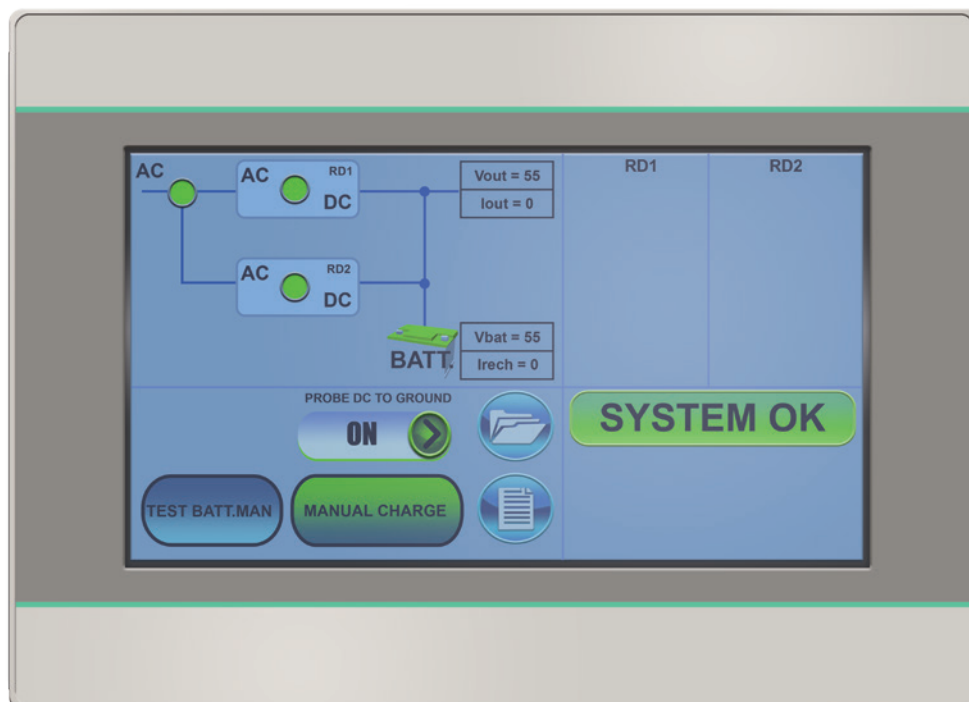 AC
AC
RD1
DC
AC
RD2
DC
Vout = 55
Iout = 0
BATT.
Vbat = 55
Irech = 0
RD1
RD2
PROBE DC TO GROUND
ON
SYSTEM OK
TEST BATT.MAN
MANUAL CHARGE